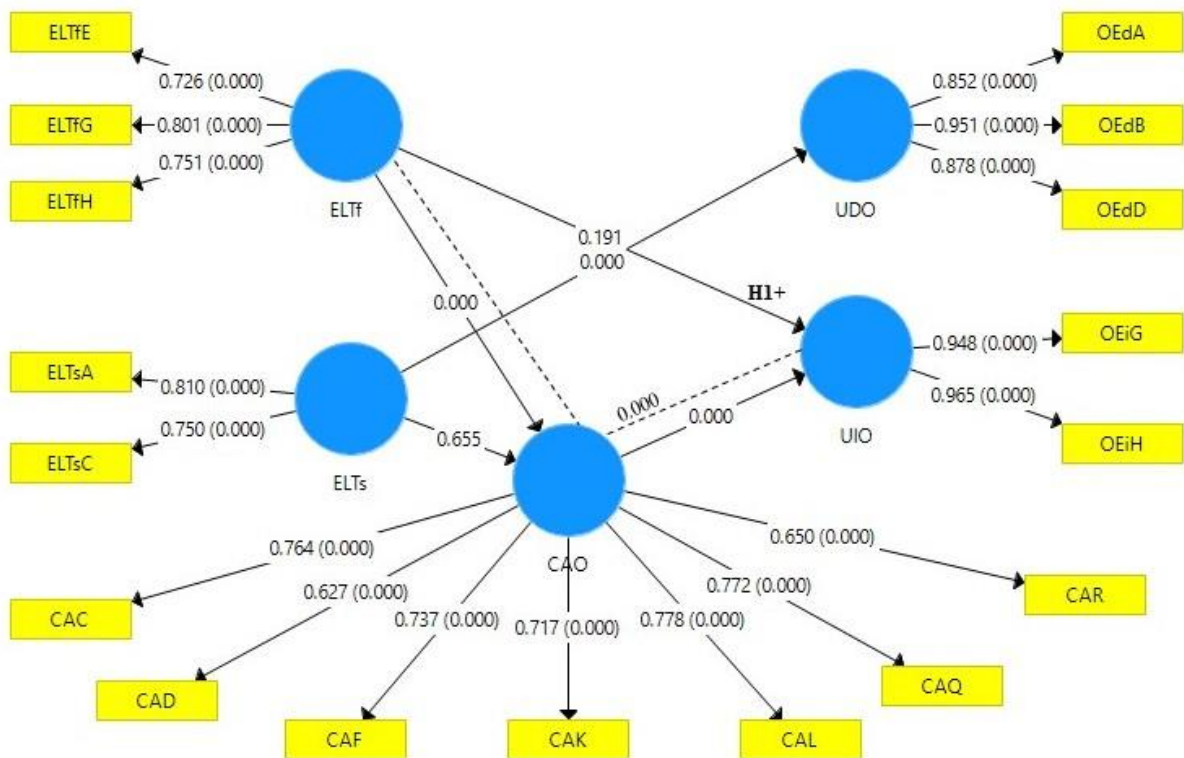 ELTfE
OEdA
0.726 (0.000)
0.852 (0.000)
ELTfG
0.801 (0.000)
0.951 (0.000)
OEdB
0.751 (0.000)
0.878 (0.000)
ELTfH
ELTf
UDO
OEdD
0.191
0.000
0.000
H1+
OEiG
0.948 (0.000)
ELTsA
0.810 (0.000)
0.000
0.000
0.965 (0.000)
0.750 (0.000)
0.655
UIO
OEiH
ELTsC
ELTs
0.764 (0.000)
CAO
0.650 (0.000)
0.627 (0.000)
0.772 (0.000)
CAR
CAC
0.737 (0.000)
0.717 (0.000)
0.778 (0.000)
CAD
CAQ
CAF
CAK
CAL